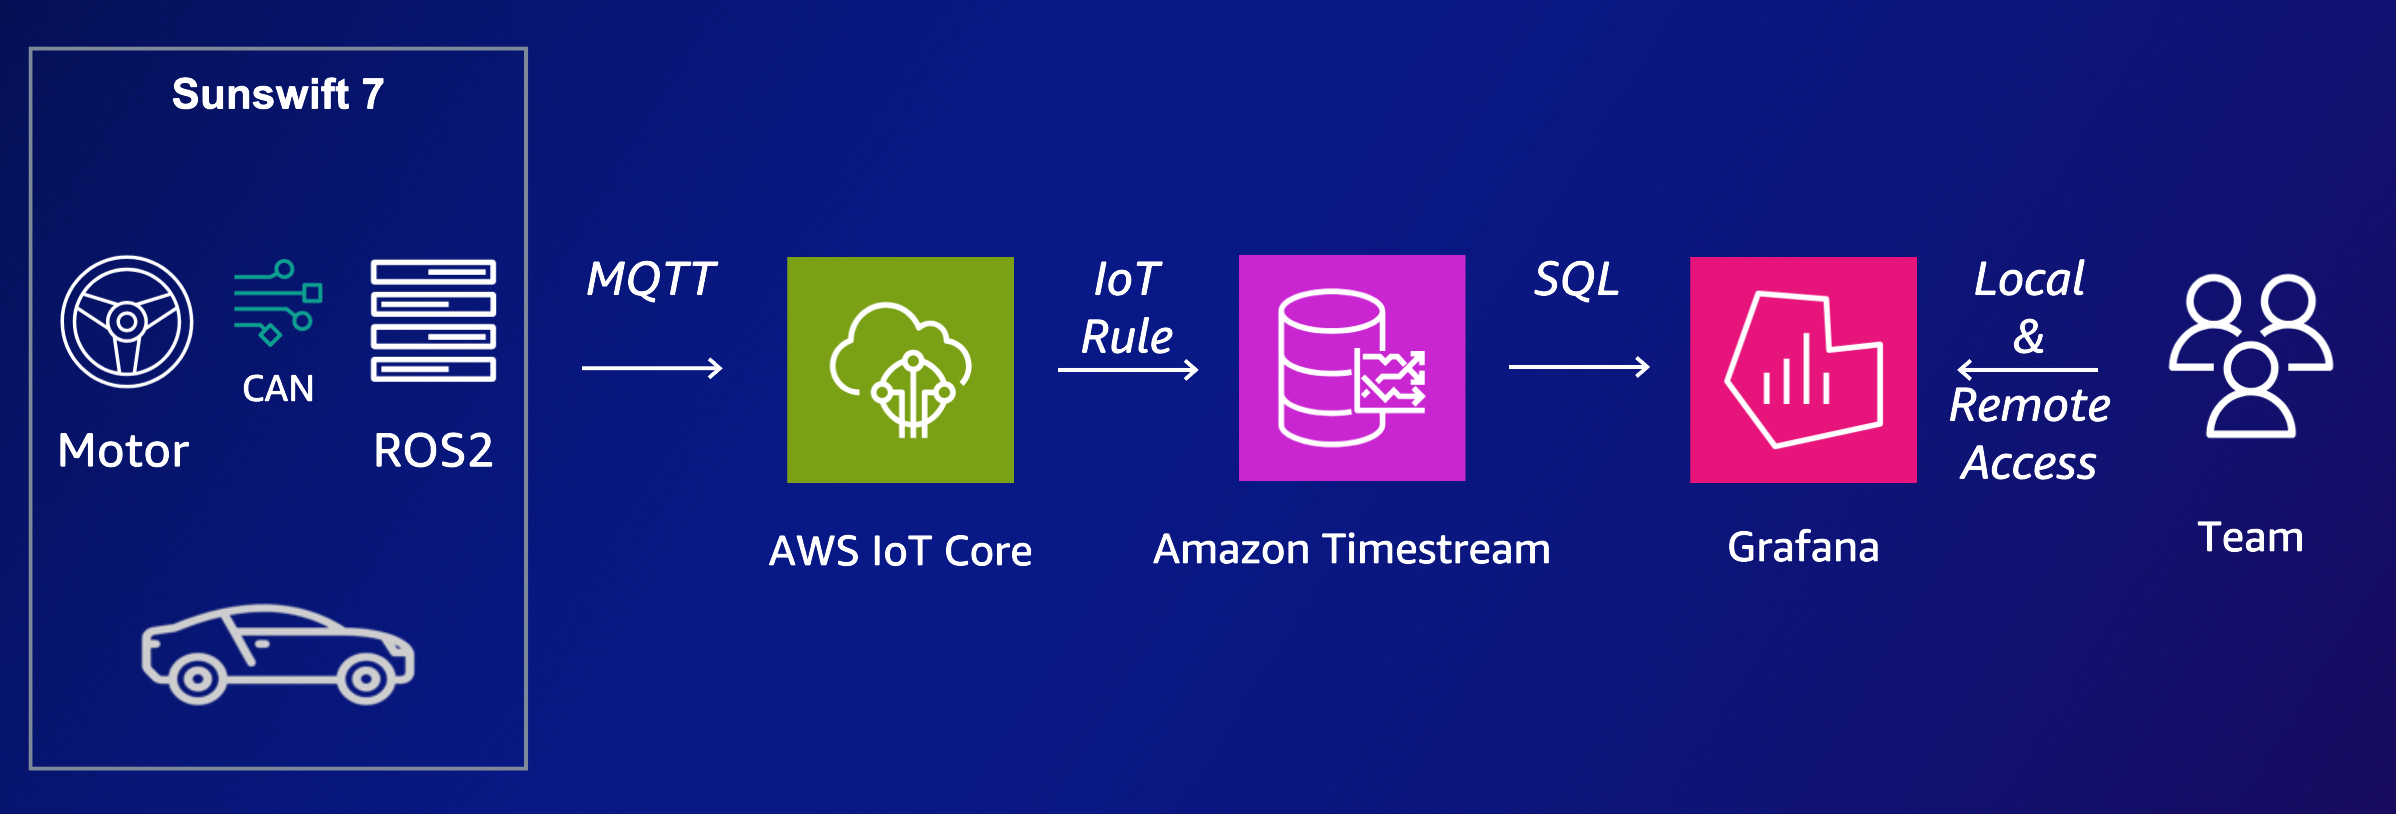 Sunswift 7
Motor
CAN
ROS2
MQTT
AWS IoT Core
IoT
Rule
Amazon Timestream
SQL
Grafana
Local
&
Remote
Access
Team